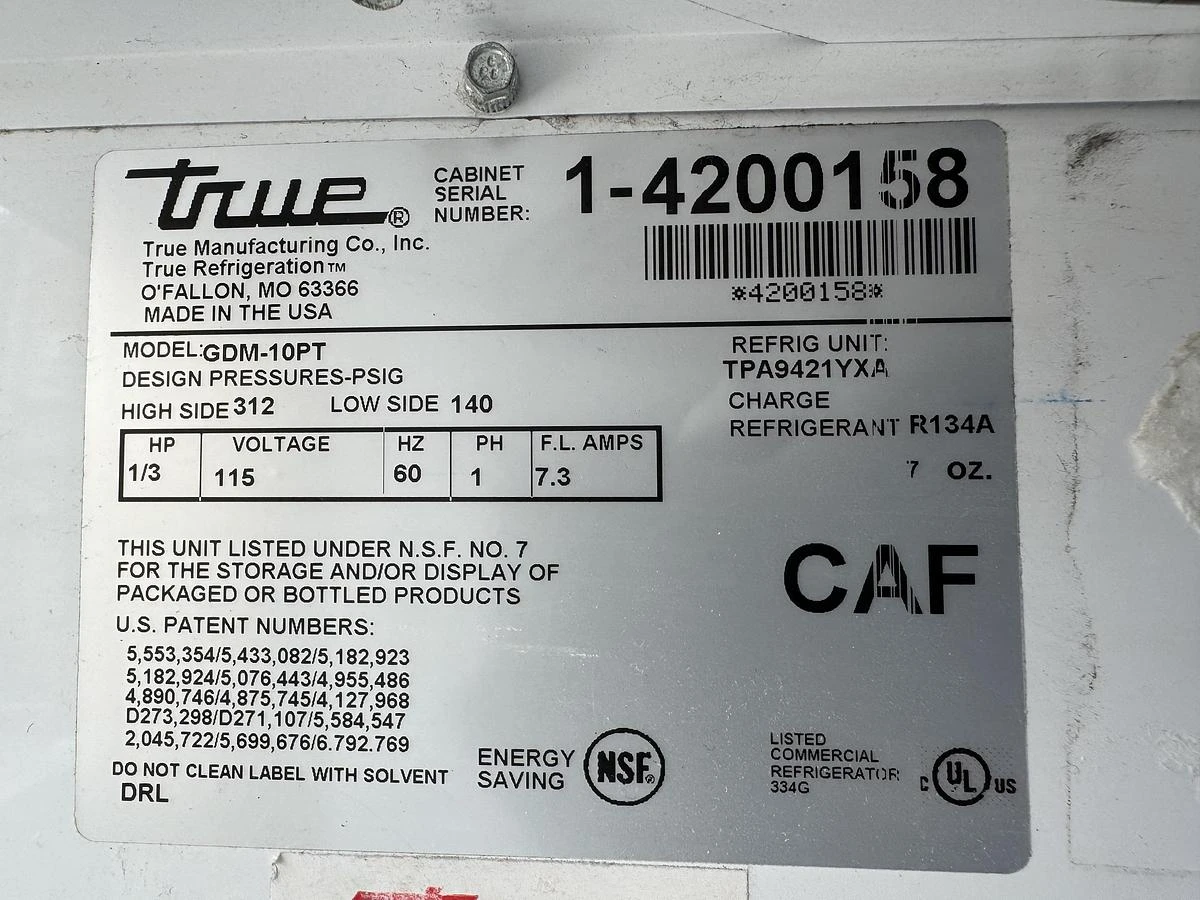 true®
CABINET
SERIAL
NUMBER:
1-4200158
True Manufacturing Co., Inc.
True Refrigeration™
O'FALLON, MO 63366
MADE IN THE USA
*4200158*
MODEL:GDM-10PT
DESIGN PRESSURES-PSIG
HIGH SIDE 312 LOW SIDE 140
REFRIG UNIT:
TPA9421YXA
CHARGE
REFRIGERANT R134A
7 OZ.
HP VOLTAGE HZ PH F.L. AMPS
1/3 115 60 1 7.3
THIS UNIT LISTED UNDER N.S.F. NO. 7
FOR THE STORAGE AND/OR DISPLAY OF
PACKAGED OR BOTTLED PRODUCTS
CAF
U.S. PATENT NUMBERS:
5,553,354/5,433,082/5,182,923
5,182,924/5,076,443/4,955,486
4,890,746/4,875,745/4,127,968
D273,298/D271,107/5,584,547
2,045,722/5,699,676/6.792.769
DO NOT CLEAN LABEL WITH SOLVENT
DRL
ENERGY
SAVING
NSF®
LISTED
COMMERCIAL
REFRIGERATOR
334G
C UL US